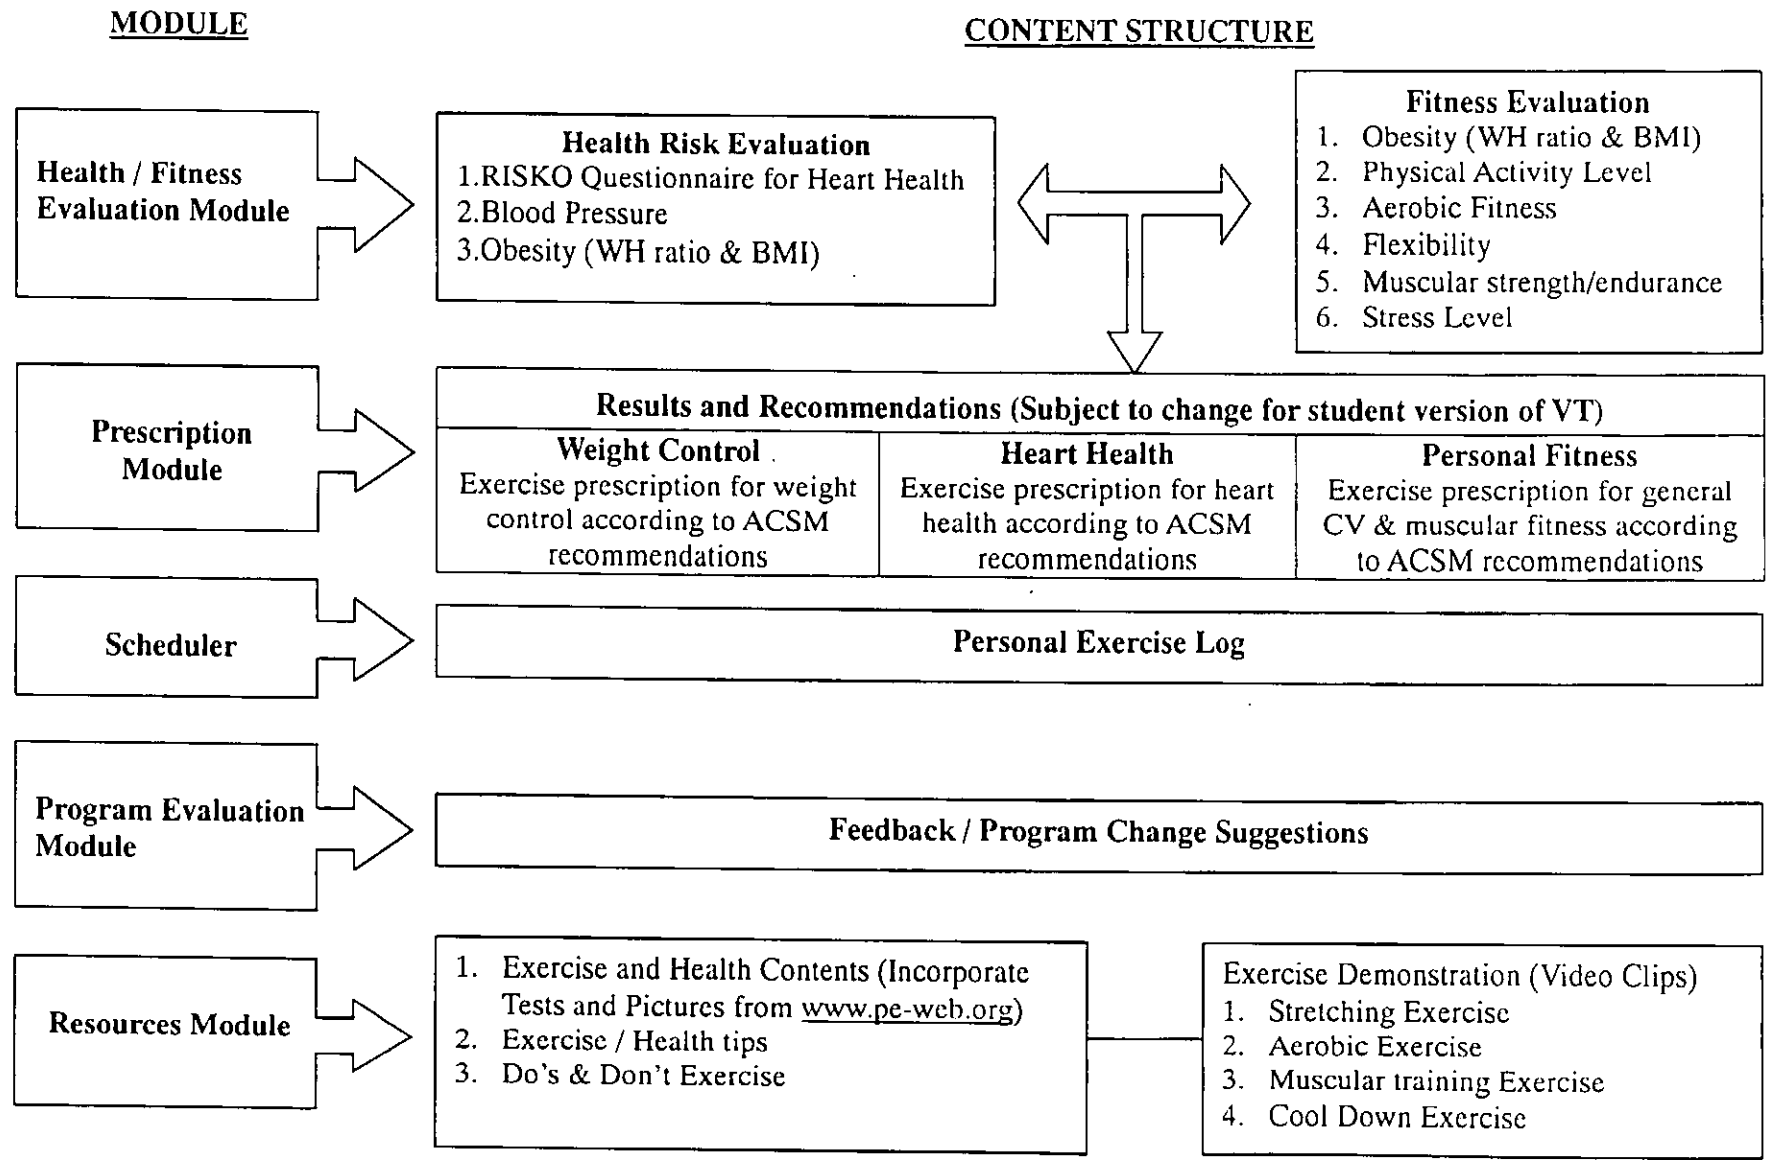 MODULE
CONTENT STRUCTURE
Health / Fitness
Evaluation Module
Health Risk Evaluation
1.RISKO Questionnaire for Heart Health
2.Blood Pressure
3.Obesity (WH ratio & BMI)
Fitness Evaluation
1. Obesity (WH ratio & BMI)
2. Physical Activity Level
3. Aerobic Fitness
4. Flexibility
5. Muscular strength/endurance
6. Stress Level
Prescription
Module
Results and Recommendations (Subject to change for student version of VT)
Weight Control
Exercise prescription for weight
control according to ACSM
recommendations
Heart Health
Exercise prescription for heart
health according to ACSM
recommendations
Personal Fitness
Exercise prescription for general
CV & muscular fitness according
to ACSM recommendations
Scheduler
Personal Exercise Log
Program Evaluation
Module
Feedback / Program Change Suggestions
Resources Module
1. Exercise and Health Contents (Incorporate
Tests and Pictures from www.pe-web.org)
2. Exercise / Health tips
3. Do's & Don't Exercise
Exercise Demonstration (Video Clips)
1. Stretching Exercise
2. Aerobic Exercise
3. Muscular training Exercise
4. Cool Down Exercise